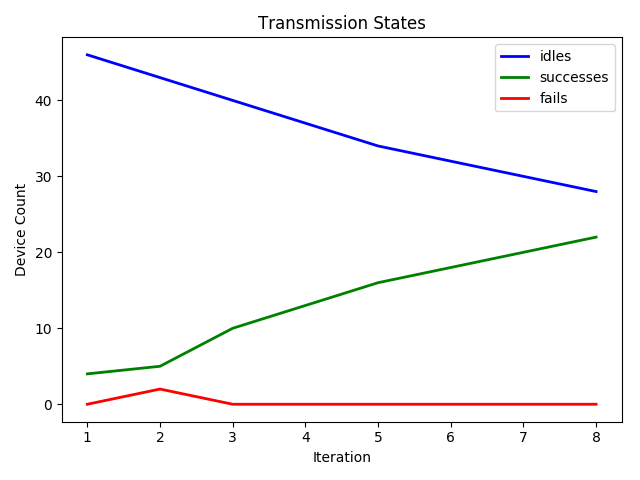 Transmission States
idles
successes
fails
Device Count
40
30
20
10
0
1 2 3 4 5 6 7 8
Iteration